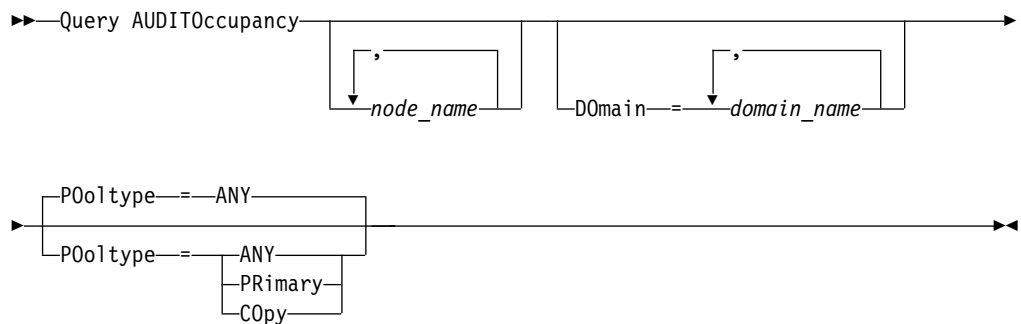 ►►──Query AUDITOccupancy
,
node_name
,
DOmain──=──domain_name
POoltype──=──ANY
POoltype──=──ANY
PRimary
COpy